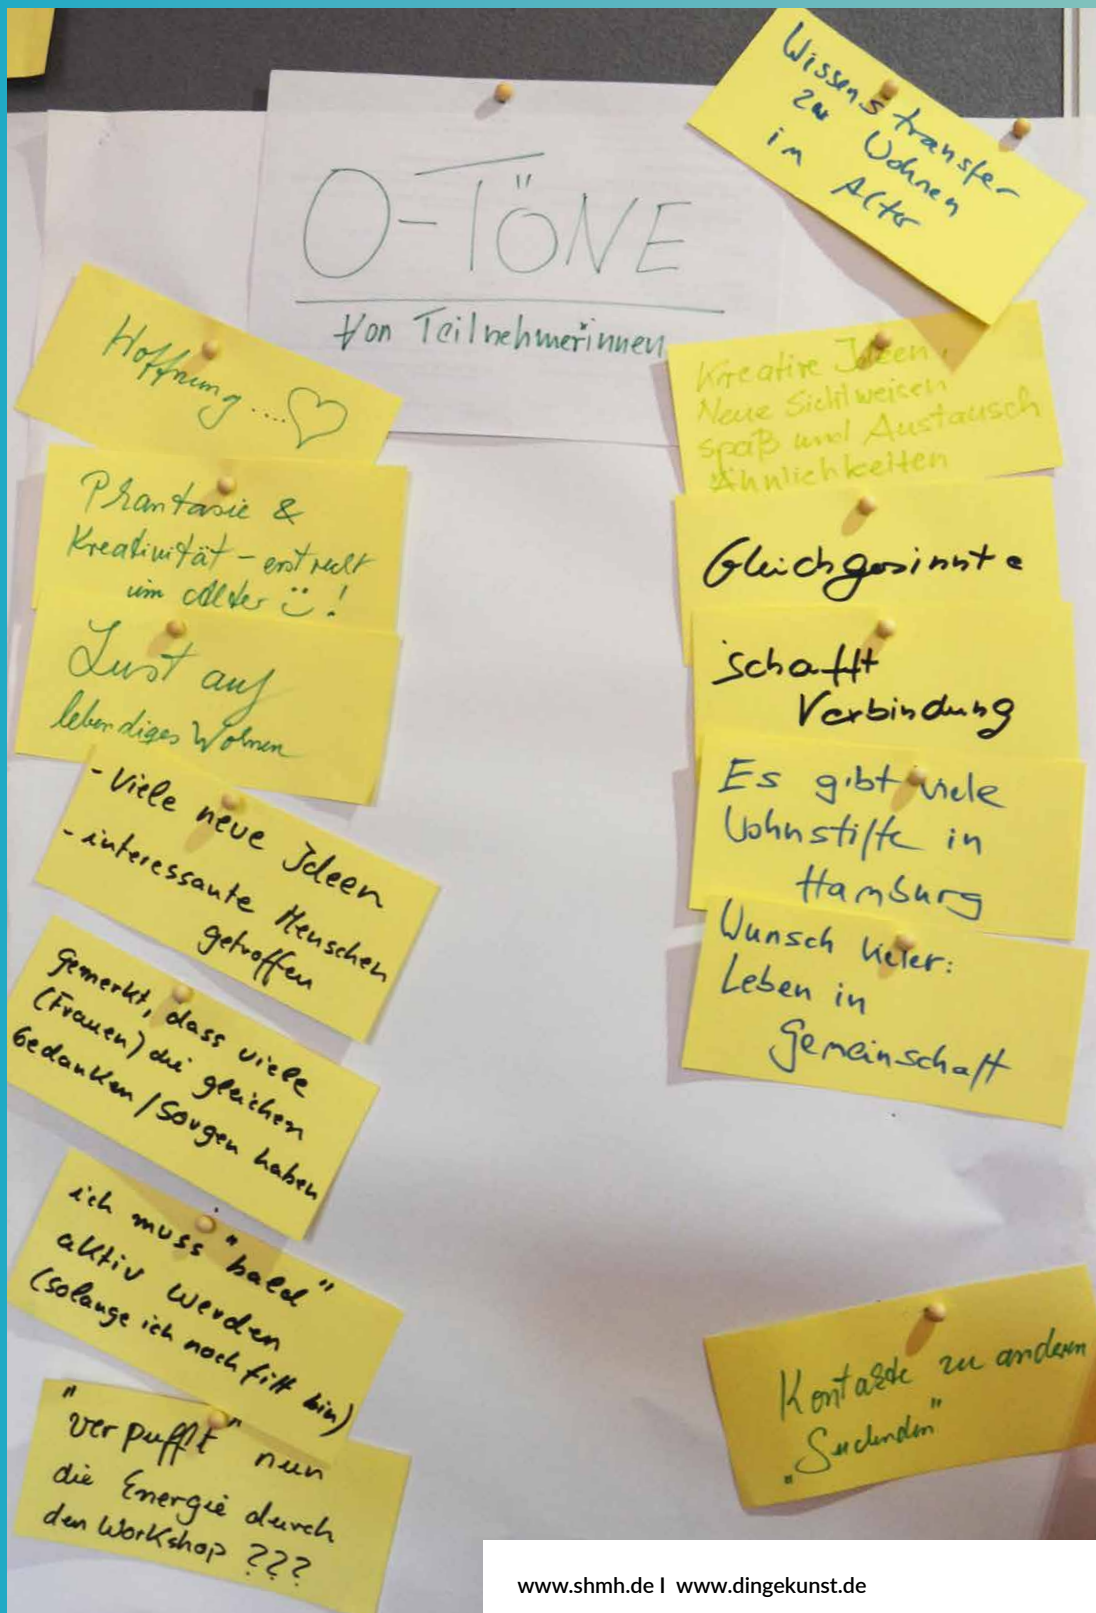 O-TÖNE
Von Teilnehmerinnen
Hoffnung....
Phantasie &
Kreativität - erst recht
im Alter !
Lust auf
lebendiges Wohnen
- Viele neue Ideen
- interessante Menschen
getroffen
gemerkt, dass viele
(Frauen) die gleichen
Gedanken/Sorgen haben
ich muss "bald"
aktiv werden
(solange ich noch fitt bin)
"verpufft" nun
die Energie durch
den Workshop ???
Wissenstransfer
zu Wohnen
im Alter
Kreative Ideen,
Neue Sichtweisen
spaß und Austausch
Ähnlichkeiten
Gleichgesinnte
schafft
Verbindung
Es gibt viele
Wohnstifte in
Hamburg
Wunsch vieler:
Leben in
Gemeinschaft
Kontakte zu anderen
"Suchenden"
www.shmh.de I www.dingekunst.de